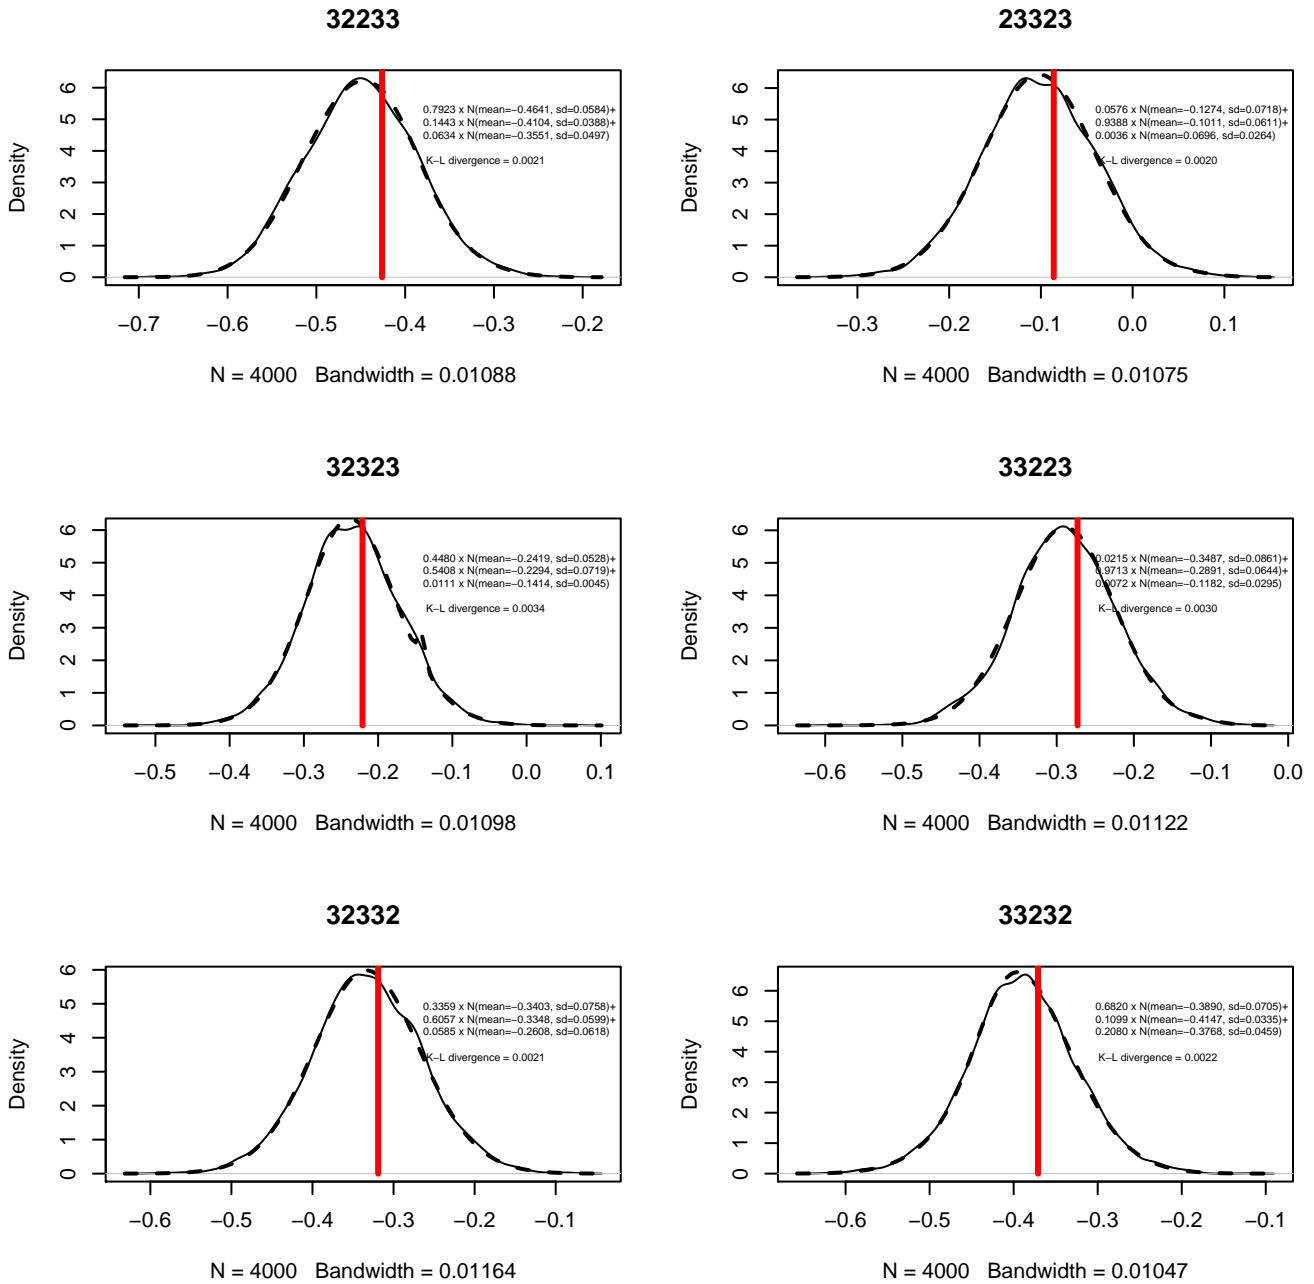 32233
Density
0 1 2 3 4 5 6
0.7923 x N(mean=−0.4641, sd=0.0584)+
0.1443 x N(mean=−0.4104, sd=0.0388)+
0.0634 x N(mean=−0.3551, sd=0.0497)
K−L divergence = 0.0021
−0.7 −0.6 −0.5 −0.4 −0.3 −0.2
N = 4000 Bandwidth = 0.01088
23323
Density
0 1 2 3 4 5 6
0.0576 x N(mean=−0.1274, sd=0.0718)+
0.9388 x N(mean=−0.1011, sd=0.0611)+
0.0036 x N(mean=0.0696, sd=0.0264)
K−L divergence = 0.0020
−0.3 −0.2 −0.1 0.0 0.1
N = 4000 Bandwidth = 0.01075
32323
Density
0 1 2 3 4 5 6
0.4480 x N(mean=−0.2419, sd=0.0528)+
0.5408 x N(mean=−0.2294, sd=0.0719)+
0.0111 x N(mean=−0.1414, sd=0.0045)
K−L divergence = 0.0034
−0.5 −0.4 −0.3 −0.2 −0.1 0.0 0.1
N = 4000 Bandwidth = 0.01098
33223
Density
0 1 2 3 4 5 6
0.0215 x N(mean=−0.3487, sd=0.0861)+
0.9713 x N(mean=−0.2891, sd=0.0644)+
0.0072 x N(mean=−0.1182, sd=0.0295)
K−L divergence = 0.0030
−0.6 −0.5 −0.4 −0.3 −0.2 −0.1 0.0
N = 4000 Bandwidth = 0.01122
32332
Density
0 1 2 3 4 5 6
0.3359 x N(mean=−0.3403, sd=0.0758)+
0.6057 x N(mean=−0.3348, sd=0.0599)+
0.0585 x N(mean=−0.2608, sd=0.0618)
K−L divergence = 0.0021
−0.6 −0.5 −0.4 −0.3 −0.2 −0.1
N = 4000 Bandwidth = 0.01164
33232
Density
0 1 2 3 4 5 6
0.6820 x N(mean=−0.3890, sd=0.0705)+
0.1099 x N(mean=−0.4147, sd=0.0335)+
0.2080 x N(mean=−0.3768, sd=0.0459)
K−L divergence = 0.0022
−0.6 −0.5 −0.4 −0.3 −0.2 −0.1
N = 4000 Bandwidth = 0.01047